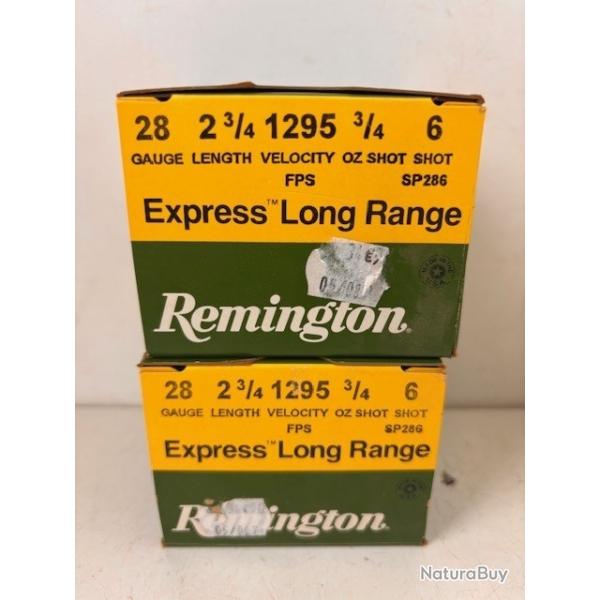 28 2 3/4 1295 3/4 6
GAUGE LENGTH VELOCITY OZ SHOT SHOT
FPS SP286
Express™ Long Range
Remington®
28 2 3/4 1295 3/4 6
GAUGE LENGTH VELOCITY OZ SHOT SHOT
FPS SP286
Express™ Long Range
Remington
NaturaBuy